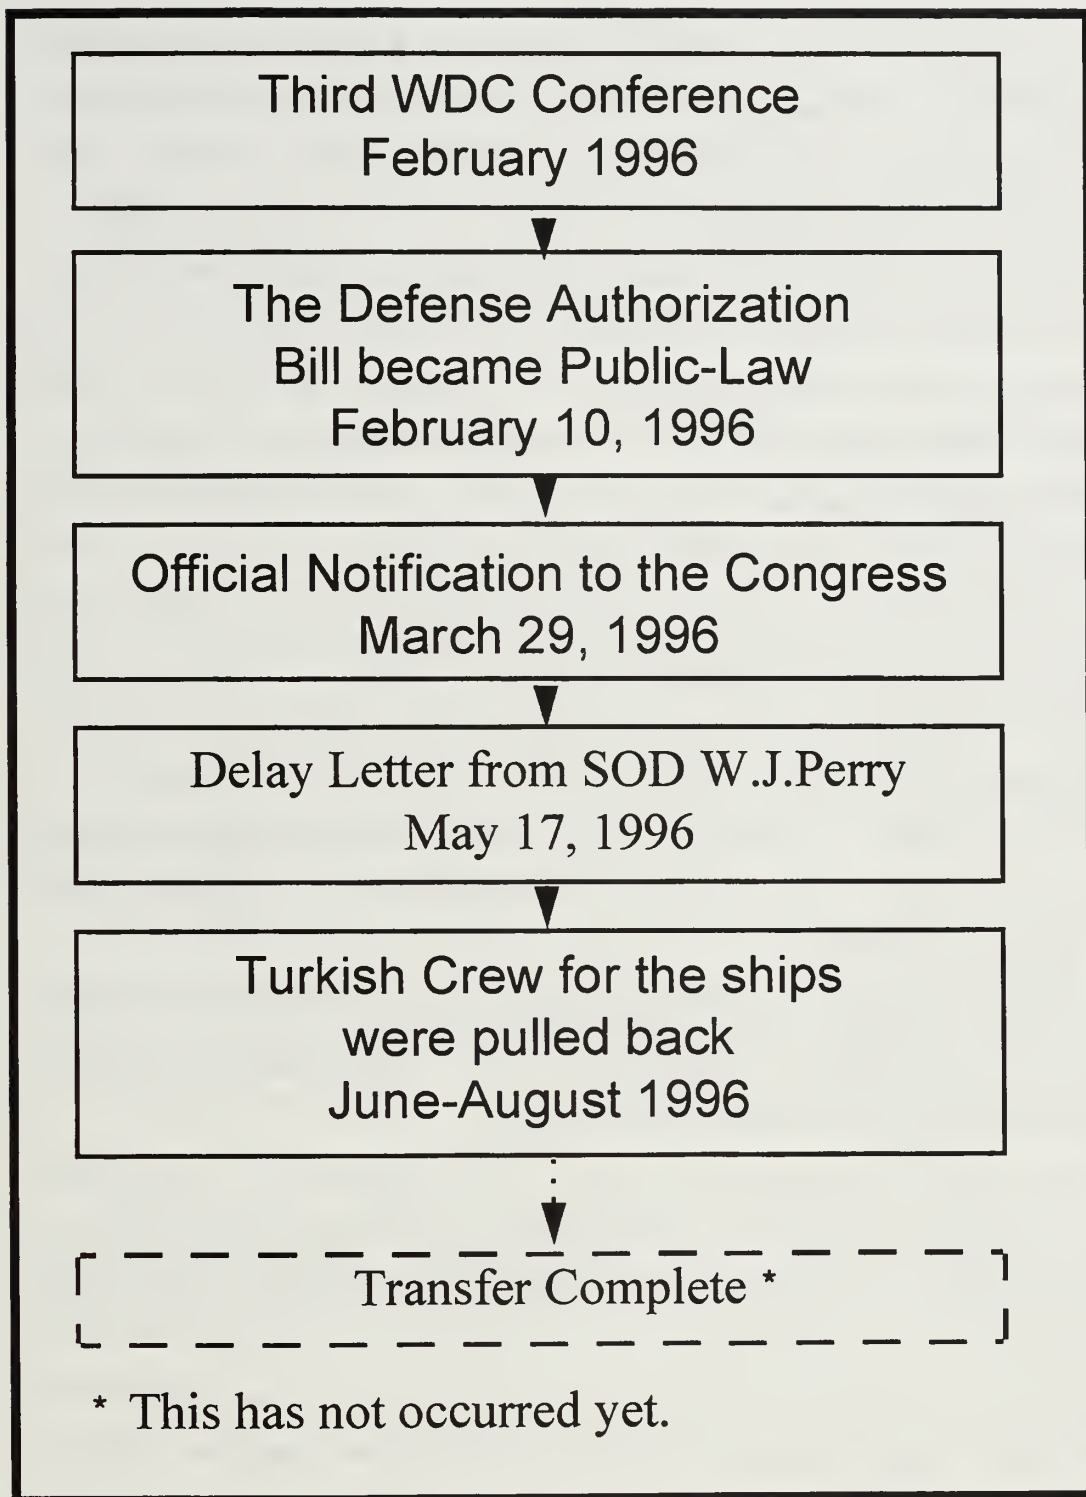 Third WDC Conference
February 1996
The Defense Authorization
Bill became Public-Law
February 10, 1996
Official Notification to the Congress
March 29, 1996
Delay Letter from SOD W.J.Perry
May 17, 1996
Turkish Crew for the ships
were pulled back
June-August 1996
Transfer Complete *
* This has not occurred yet.